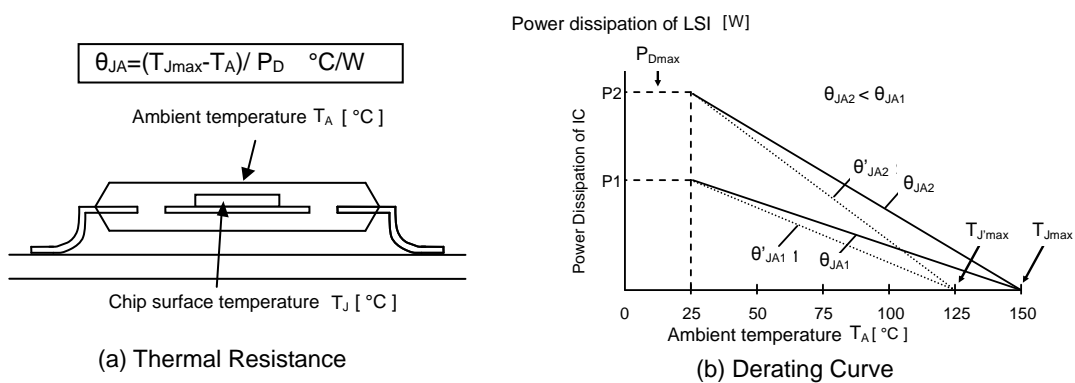 θJA=(TJmax-TA)/ PD °C/W
Ambient temperature TA [ °C ]
Chip surface temperature TJ [ °C ]
(a) Thermal Resistance
Power dissipation of LSI [W]
PDmax
P2
θJA2 < θJA1
Power Dissipation of IC
θ'JA2
θJA2
P1
TJ'max
TJmax
θ'JA1 1
θJA1
0 25 50 75 100 125 150
Ambient temperature TA[ °C ]
(b) Derating Curve